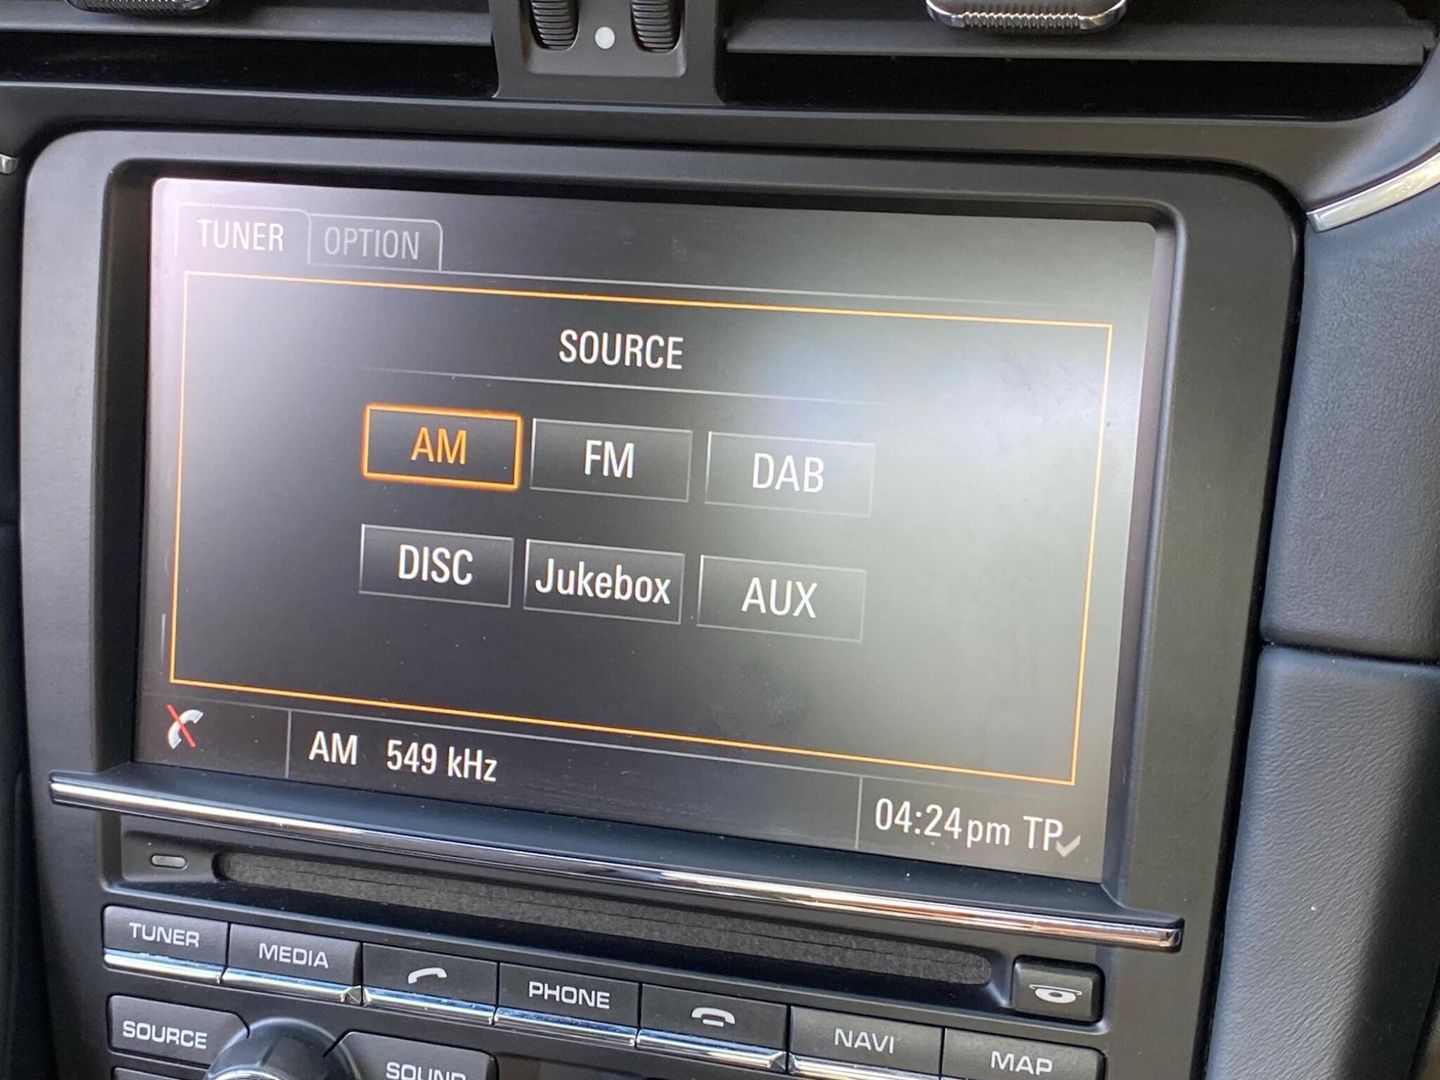 TUNER OPTION
SOURCE
AM FM DAB
DISC Jukebox AUX
AM 549 kHz
04:24pm TP
TUNER MEDIA PHONE NAVI MAP
SOURCE SOUND